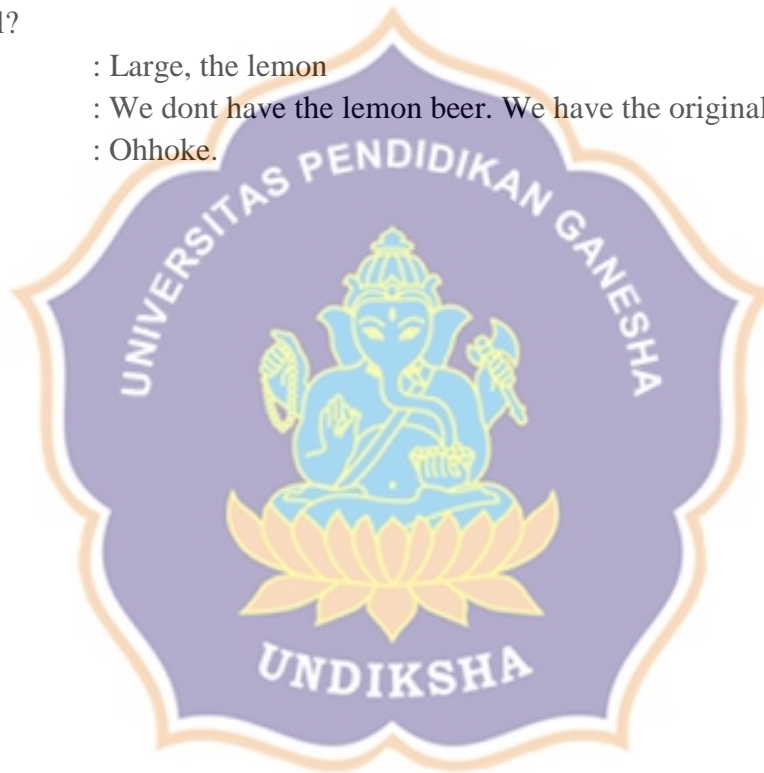 l?
: Large, the lemon
: We dont have the lemon beer. We have the original
: Ohhoke.
UNIVERSITAS PENDIDIKAN GANESHA
UNDIKSHA